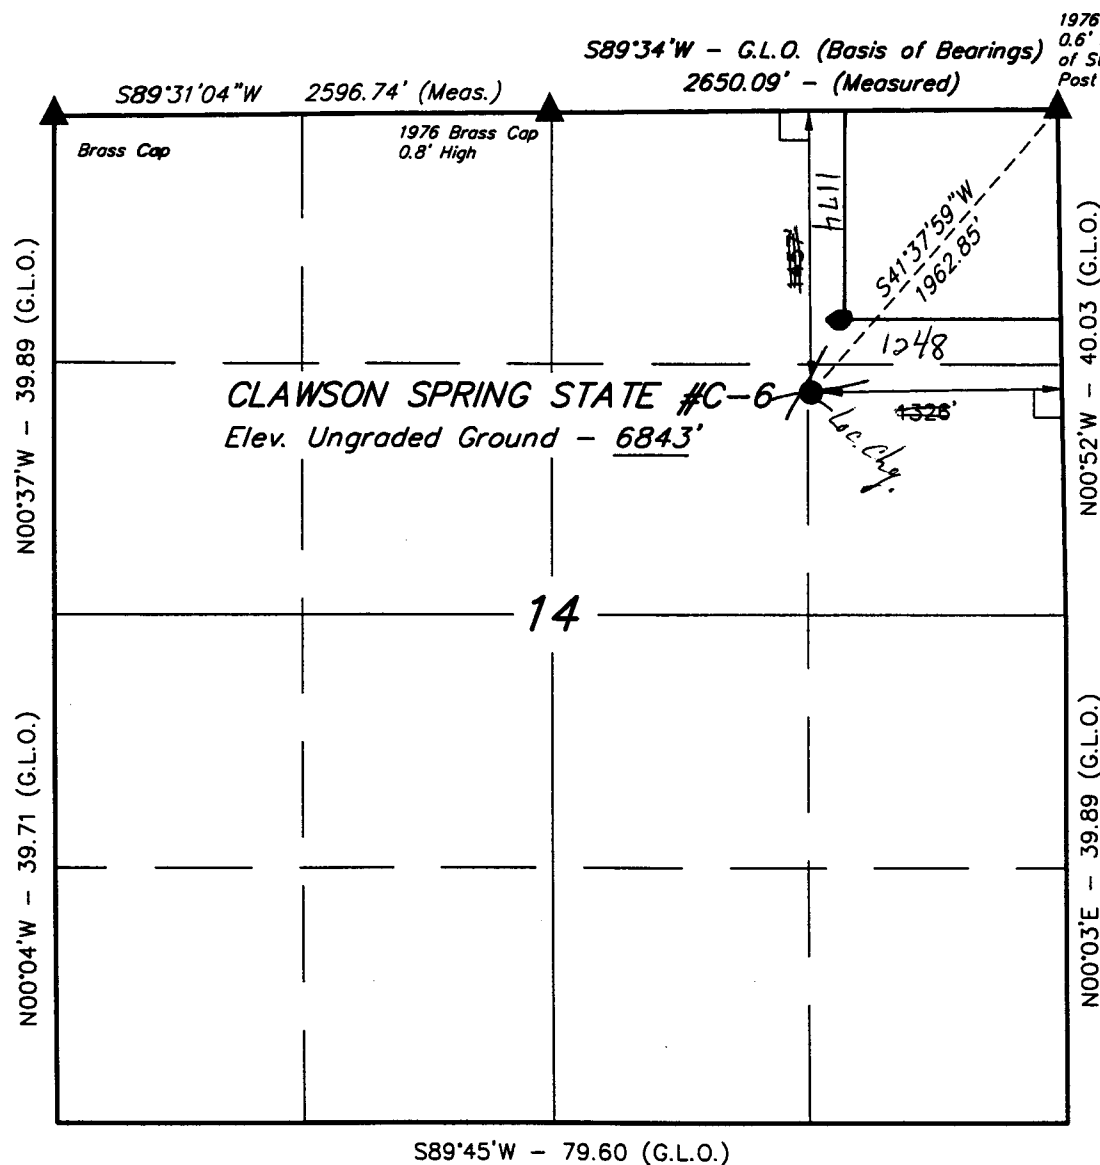 1976
0.6'
S89°34'W – G.L.O. (Basis of Bearings)
of St
2650.09' – (Measured)
Post
S89°31'04"W 2596.74' (Meas.)
Brass Cap
1976 Brass Cap
0.8' High
1174
1457'
S41°37'59"W
1962.85'
N00°37'W – 39.89 (G.L.O.)
N00°52'W – 40.03 (G.L.O.)
1248
CLAWSON SPRING STATE #C-6
1326'
Elev. Ungraded Ground – 6843'
Loc. Chg.
14
N00°04'W – 39.71 (G.L.O.)
N00°03'E – 39.89 (G.L.O.)
S89°45'W – 79.60 (G.L.O.)